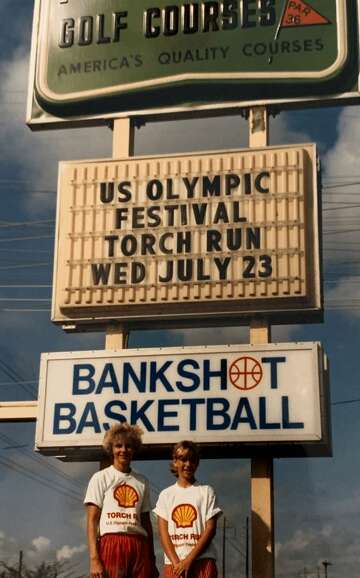 GOLF COURSES
PAR
36
AMERICA'S QUALITY COURSES
US OLYMPIC
FESTIVAL
TORCH RUN
WED JULY 23
BANKSHOT
BASKETBALL
TORCH R
U.S. Olympic
TORCH RUN